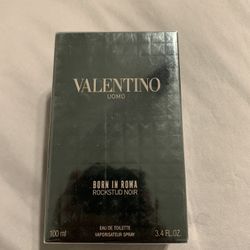 VALENTINO
UOMO
BORN IN ROMA
ROCKSTUD NOIR
EAU DE TOILETTE
100 ml VAPORISATEUR SPRAY 3.4 FL.OZ.